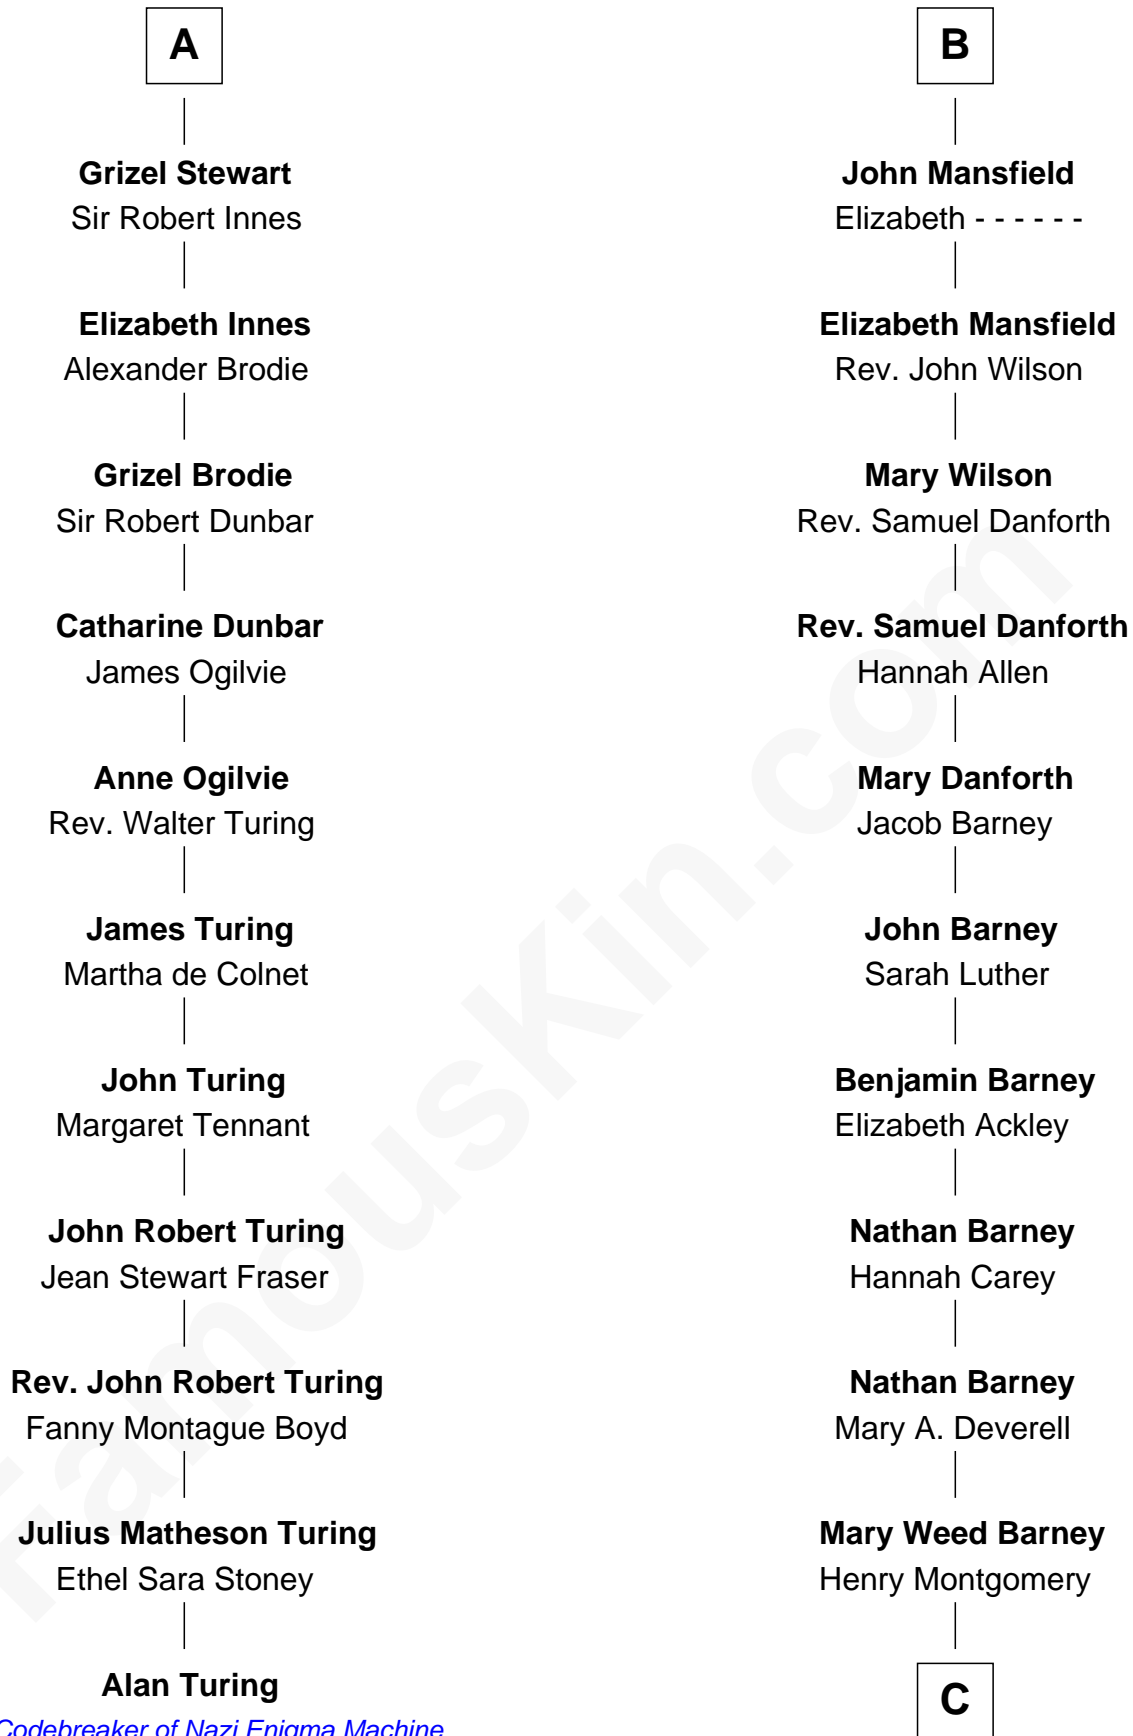 A
Grizel Stewart
Sir Robert Innes
Elizabeth Innes
Alexander Brodie
Grizel Brodie
Sir Robert Dunbar
Catharine Dunbar
James Ogilvie
Anne Ogilvie
Rev. Walter Turing
James Turing
Martha de Colnet
John Turing
Margaret Tennant
John Robert Turing
Jean Stewart Fraser
Rev. John Robert Turing
Fanny Montague Boyd
Julius Matheson Turing
Ethel Sara Stoney
Alan Turing
Codebreaker of Nazi Enigma Machine
B
John Mansfield
Elizabeth - - - - - -
Elizabeth Mansfield
Rev. John Wilson
Mary Wilson
Rev. Samuel Danforth
Rev. Samuel Danforth
Hannah Allen
Mary Danforth
Jacob Barney
John Barney
Sarah Luther
Benjamin Barney
Elizabeth Ackley
Nathan Barney
Hannah Carey
Nathan Barney
Mary A. Deverell
Mary Weed Barney
Henry Montgomery
C
FamousKin.com